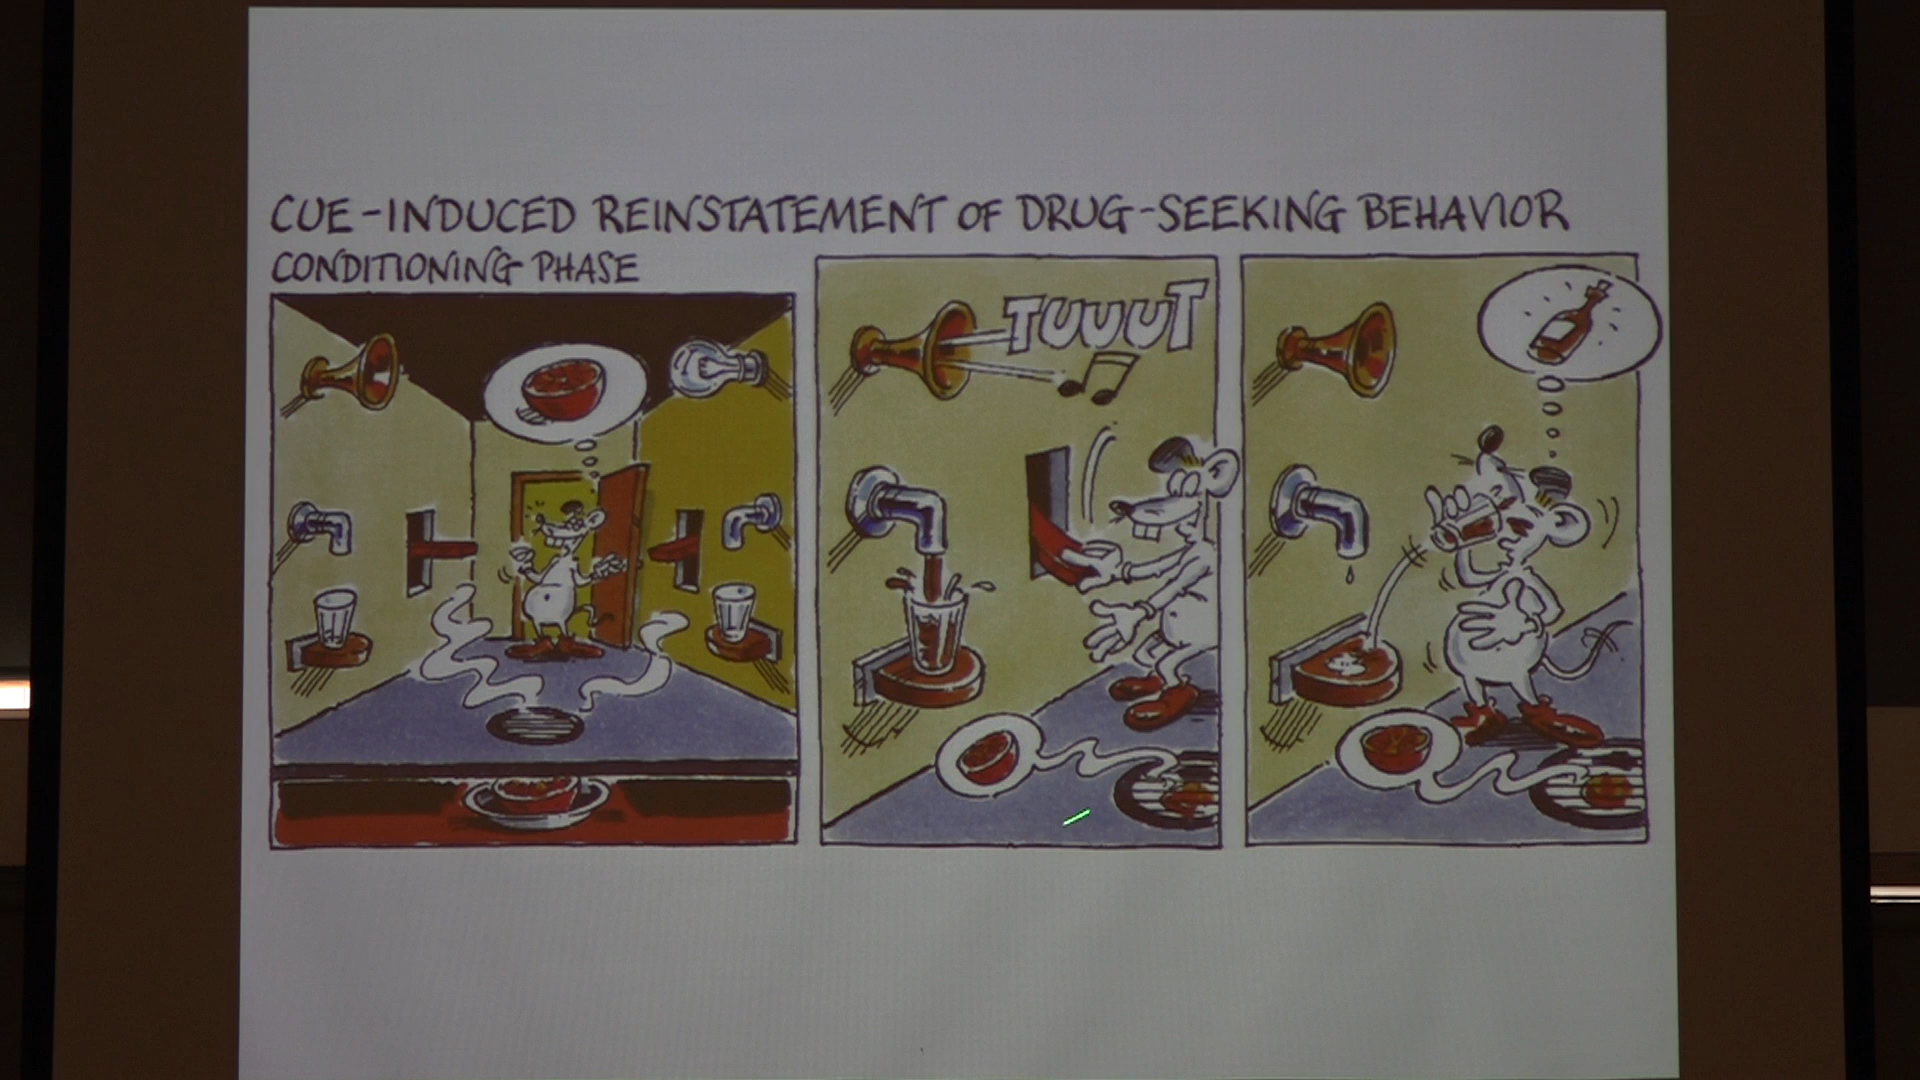 CUE-INDUCED REINSTATEMENT OF DRUG-SEEKING BEHAVIOR
CONDITIONING PHASE
TUUUT